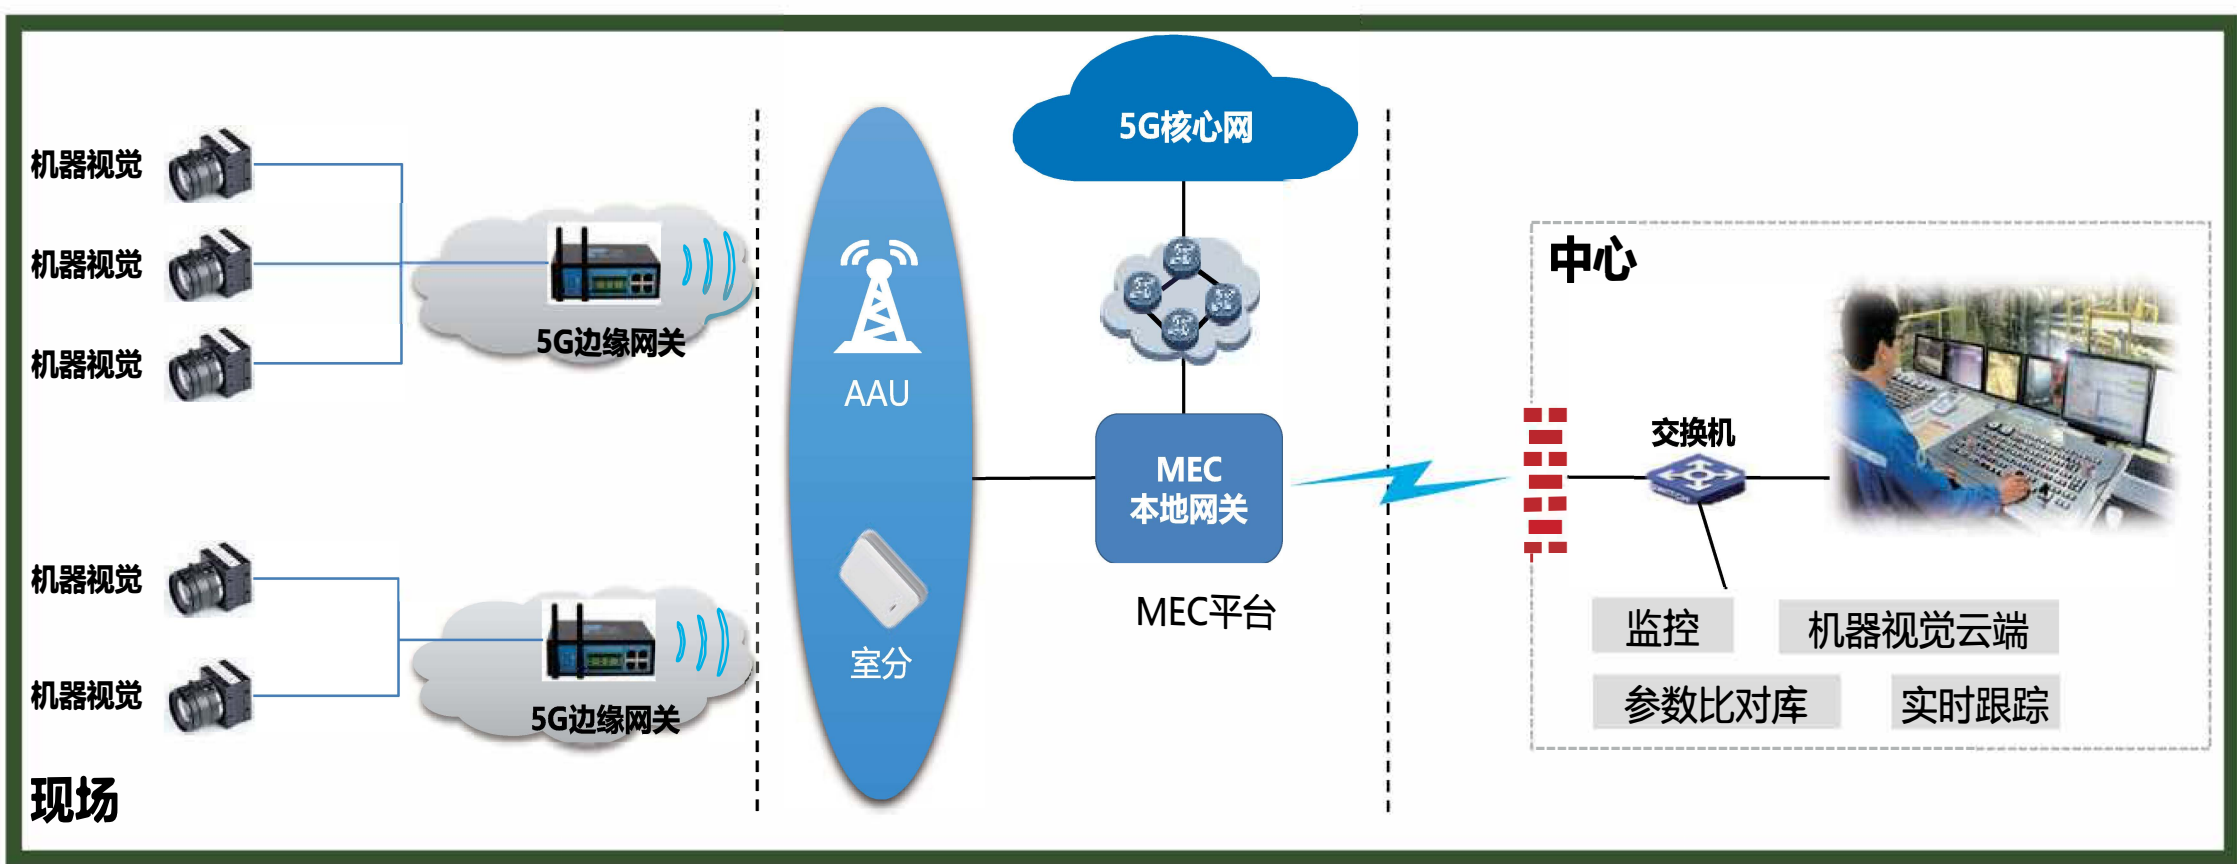 机器视觉
机器视觉
机器视觉
5G边缘网关
机器视觉
机器视觉
5G边缘网关
现场
AAU
室分
5G核心网
MEC
本地网关
MEC平台
中心
交换机
监控
机器视觉云端
参数比对库
实时跟踪